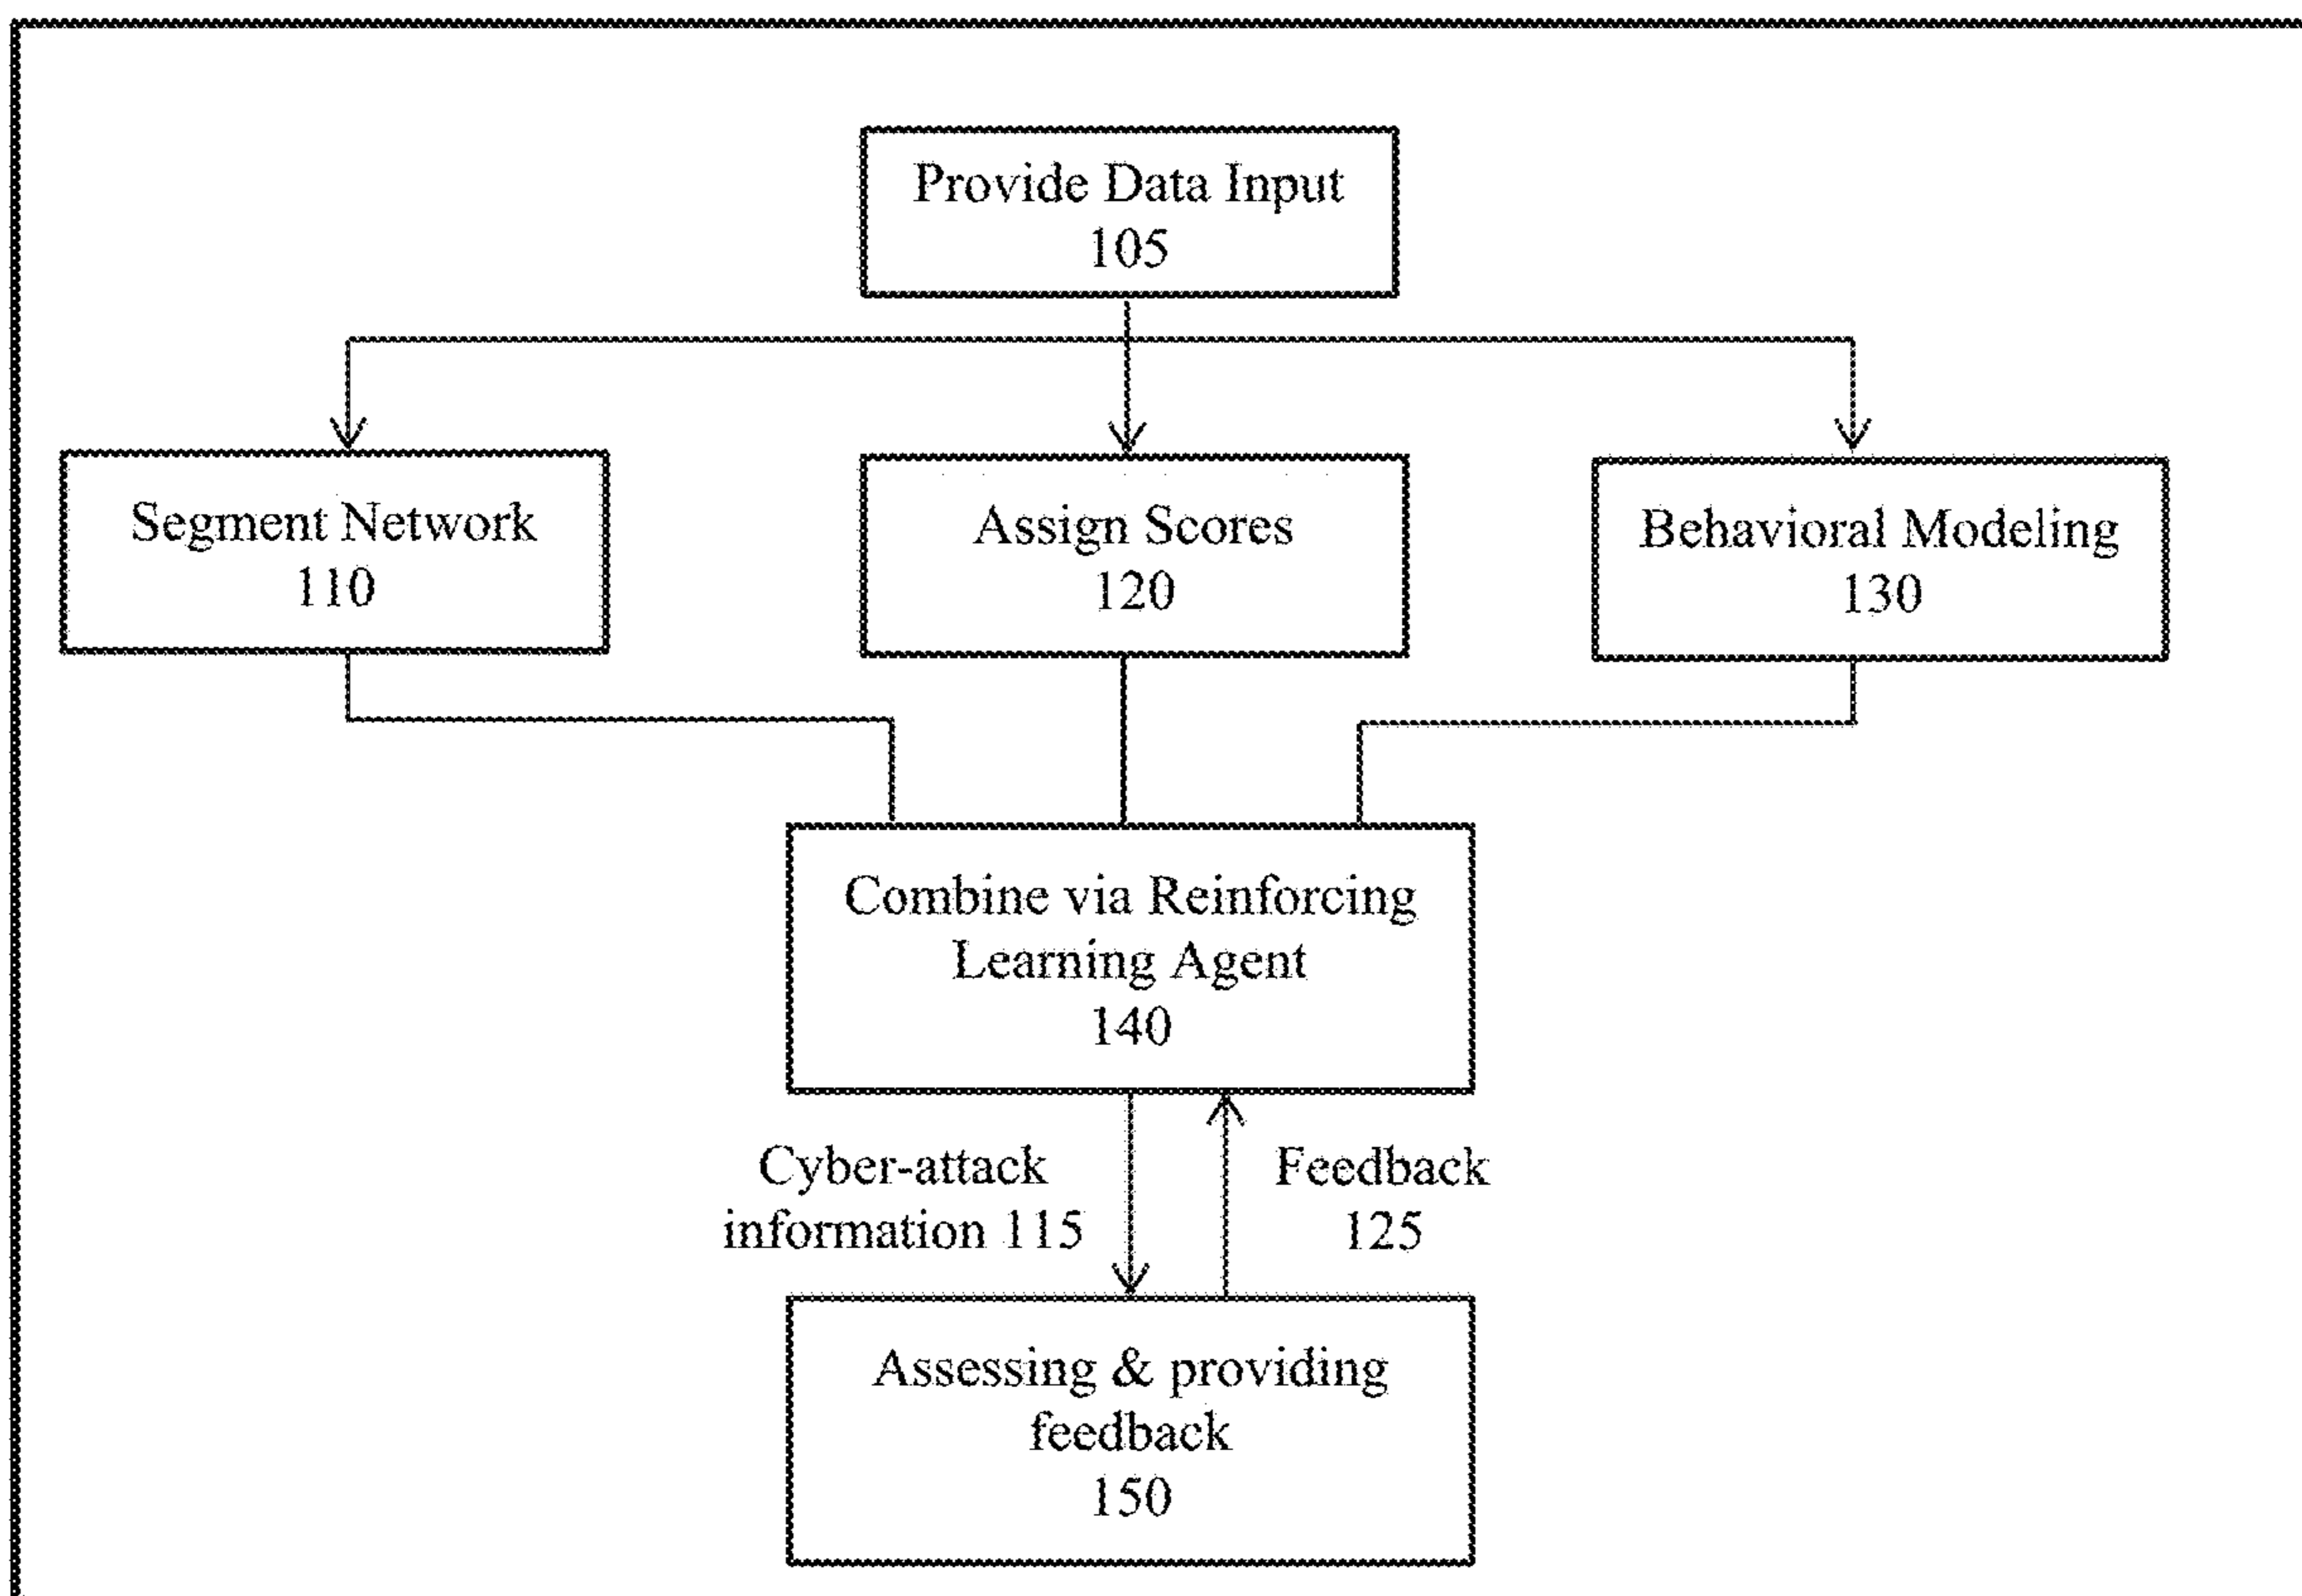 Provide Data Input
105
Segment Network
110
Assign Scores
120
Behavioral Modeling
130
Combine via Reinforcing
Learning Agent
140
Cyber-attack
information 115
Feedback
125
Assessing & providing
feedback
150